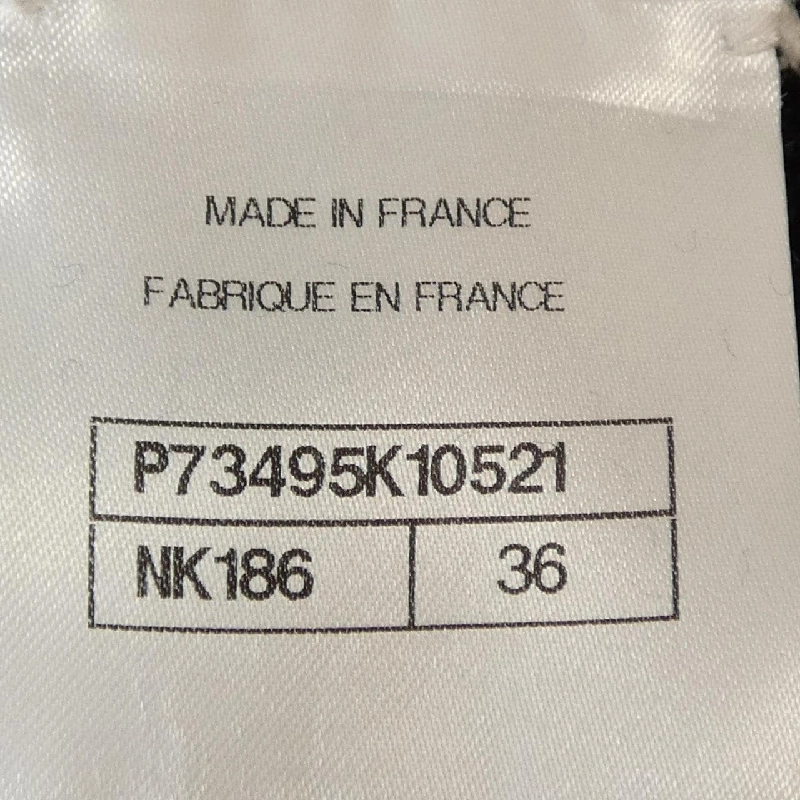 MADE IN FRANCE
FABRIQUE EN FRANCE
P73495K10521
NK186 36